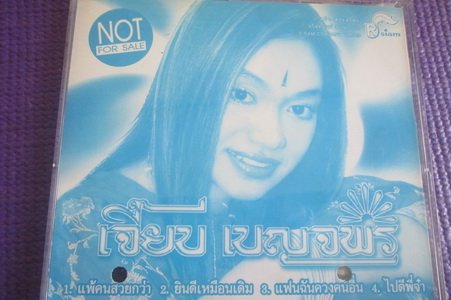 NOT
FOR SALE
R siam
เจี๊ยบ เบญจพร
1. แพ้คนสวยกว่า 2. ยินดีเหมือนเดิม 3. แฟนฉันควงคนอื่น 4. ไปดีพี่จ๋า